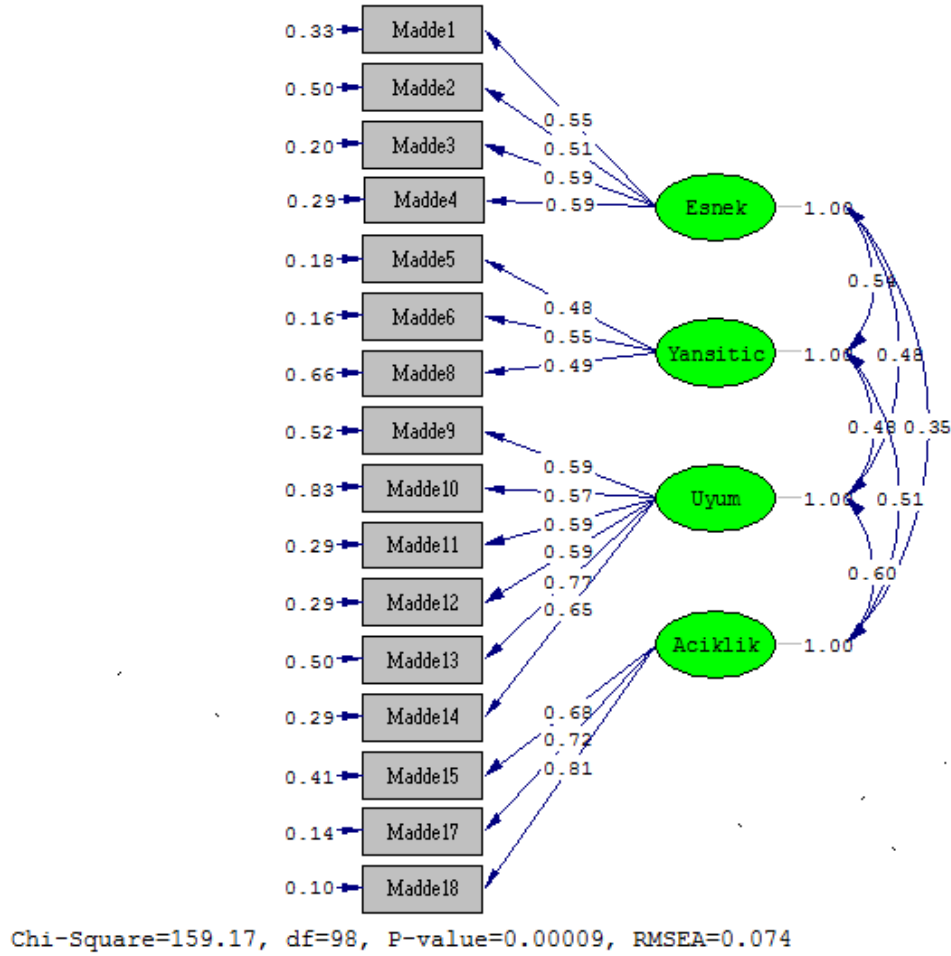 0.33 Madde1
0.50 Madde2
0.55
0.20 Madde3
0.51
0.59
0.29 Madde4
0.59
Esnek 1.00
0.18 Madde5
0.54
0.48
0.16 Madde6
0.55
Yansitic 1.00
0.48
0.66 Madde8
0.49
0.52 Madde9
0.48
0.35
0.59
0.83 Madde10
0.57
Uyum 1.00
0.51
0.59
0.29 Madde11
0.59
0.77
0.60
0.29 Madde12
0.65
0.50 Madde13
Aciklik 1.00
0.29 Madde14
0.68
0.72
0.41 Madde15
0.81
0.14 Madde17
0.10 Madde18
Chi-Square=159.17, df=98, P-value=0.00009, RMSEA=0.074